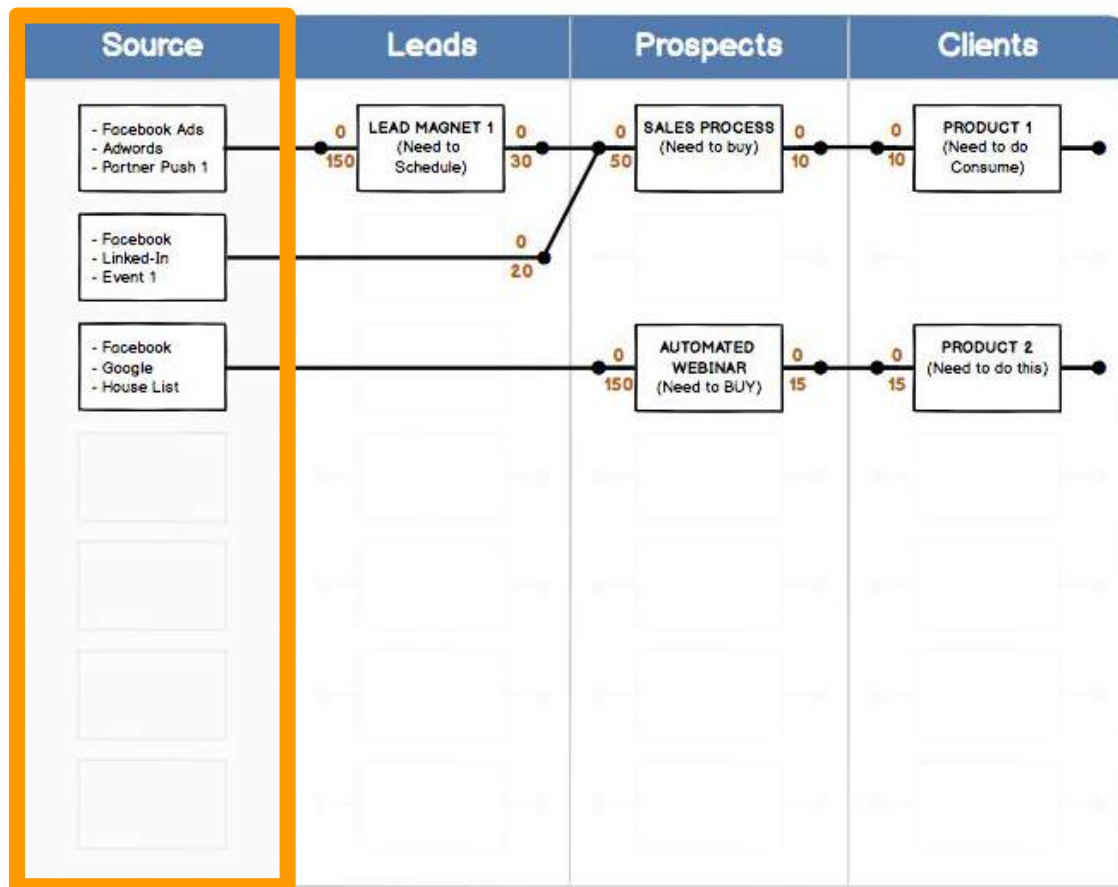 Source
Leads
Prospects
Clients
- Facebook Ads
- Adwords
- Partner Push 1
0
150
LEAD MAGNET 1
(Need to
Schedule)
0
30
0
50
SALES PROCESS
(Need to buy)
0
10
0
10
PRODUCT 1
(Need to do
Consume)
- Facebook
- Linked-In
- Event 1
0
20
- Facebook
- Google
- House List
0
150
AUTOMATED
WEBINAR
(Need to BUY)
0
15
0
15
PRODUCT 2
(Need to do this)